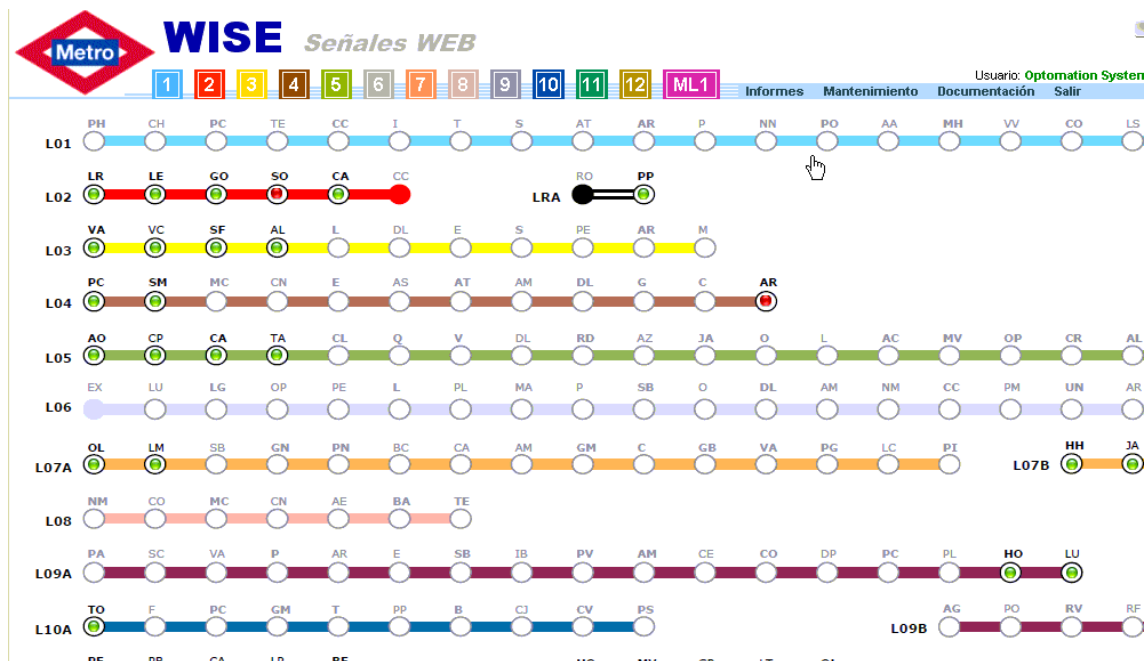 Metro
WISE Señales WEB
Usuario: Optomation System
1 2 3 4 5 6 7 8 9 10 11 12 ML1
Informes Mantenimiento Documentación Salir
PH CH PC TE CC I T S AT AR P NN PO AA MH VV CO LS
L01
LR LE GO SO CA CC RO PP
L02 LRA
VA VC SF AL L DL E S PE AR M
L03
PC SM MC CN E AS AT AM DL G C AR
L04
AO CP CA TA CL Q V DL RD AZ JA O L AC MV OP CR AL
L05
EX LU LG OP PE L PL MA P SB O DL AM NM CC PM UN AR
L06
OL LM SB GN PN BC CA AM GM C GB VA PG LC PI HH JA
L07A L07B
NM CO MC CN AE BA TE
L08
PA SC VA P AR E SB IB PV AM CE CO DP PC PL HO LU
L09A
TO F PC GM T PP B CJ CV PS AG PO RV RF
L10A L09B